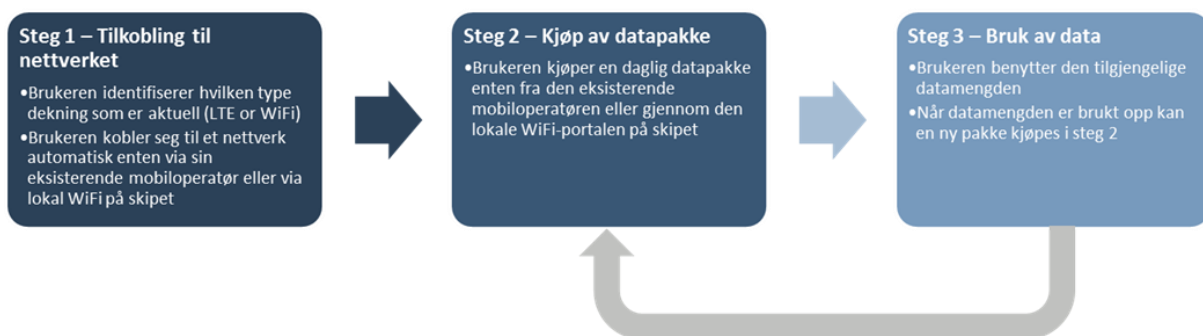 Steg 1 – Tilkobling til
nettverket
•Brukeren identifiserer hvilken type
dekning som er aktuell (LTE or WiFi)
•Brukeren kobler seg til et nettverk
automatisk enten via sin
eksisterende mobiloperatør eller via
lokal WiFi på skipet
Steg 2 – Kjøp av datapakke
•Brukeren kjøper en daglig datapakke
enten fra den eksisterende
mobiloperatøren eller gjennom den
lokale WiFi-portalen på skipet
Steg 3 – Bruk av data
•Brukeren benytter den tilgjengelige
datamengden
•Når datamengden er brukt opp kan
en ny pakke kjøpes i steg 2